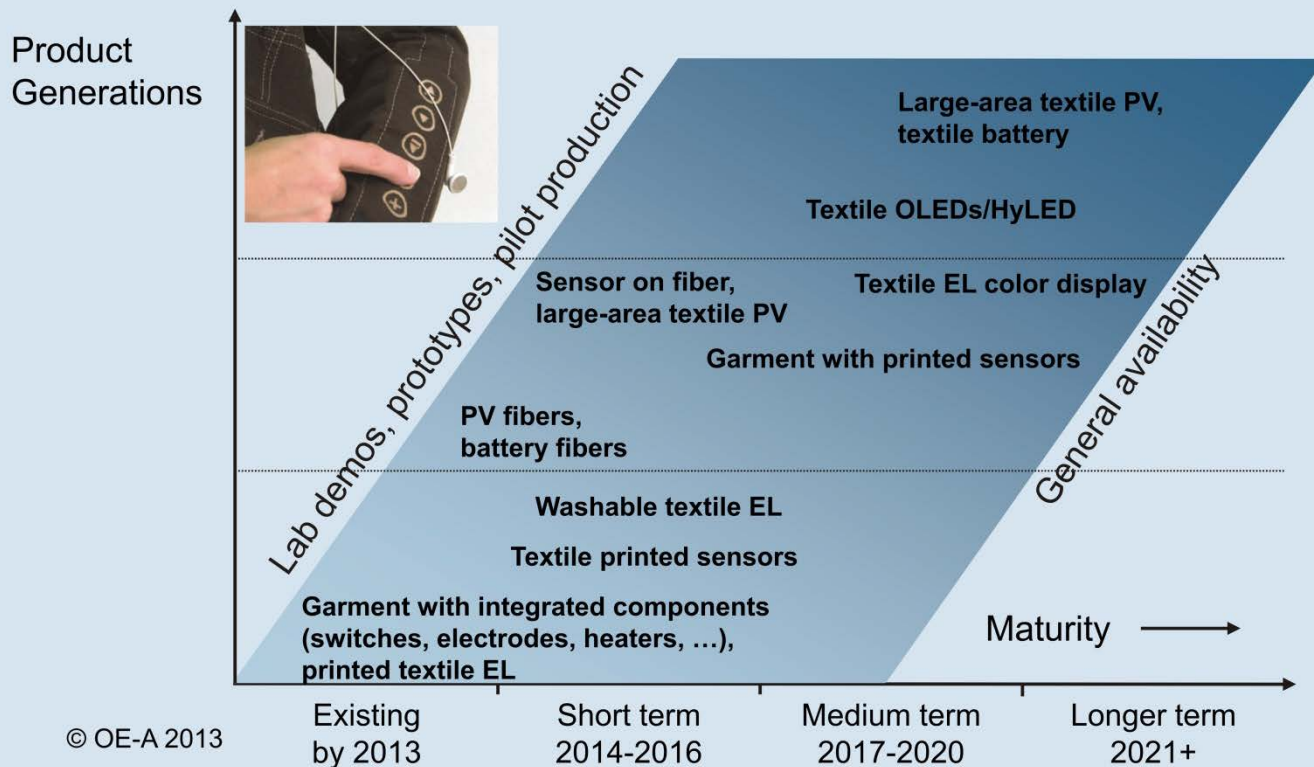 Product
Generations
Lab demos, prototypes, pilot production
Large-area textile PV,
textile battery
Textile OLEDs/HyLED
Sensor on fiber,
large-area textile PV
Textile EL color display
Garment with printed sensors
PV fibers,
battery fibers
General availability
Washable textile EL
Textile printed sensors
Garment with integrated components
(switches, electrodes, heaters, …),
printed textile EL
Maturity
Existing
by 2013
Short term
2014-2016
Medium term
2017-2020
Longer term
2021+
© OE-A 2013